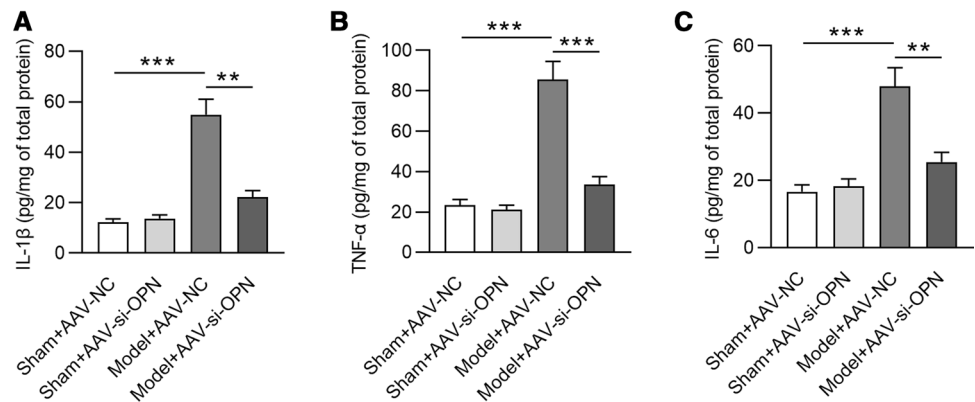 A
IL-1β (pg/mg of total protein)
80
60
40
20
0
***
**
Sham+AAV-NC
Sham+AAV-si-OPN
Model+AAV-NC
Model+AAV-si-OPN
B
TNF-α (pg/mg of total protein)
100
80
60
40
20
0
***
***
Sham+AAV-NC
Sham+AAV-si-OPN
Model+AAV-NC
Model+AAV-si-OPN
C
IL-6 (pg/mg of total protein)
60
40
20
0
***
**
Sham+AAV-NC
Sham+AAV-si-OPN
Model+AAV-NC
Model+AAV-si-OPN